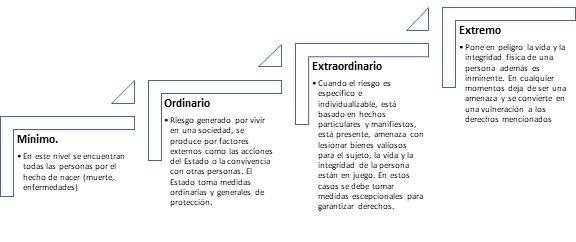 Mínimo.
• En este nivel se encuentran
todas las personas por el
hecho de nacer (muerte,
enfermedades)
Ordinario
• Riesgo generado por vivir
en una sociedad, se
produce por factores
externos como las acciones
del Estado o la convivencia
con otras personas. El
Estado toma medidas
ordinarias y generales de
protección.
Extraordinario
• Cuando el riesgo es
específico e
individualizable, está
basado en hechos
particulares y manifiestos,
está presente, amenaza con
lesionar bienes valiosos
para el sujeto, la vida y la
integridad de la persona
están en juego. En estos
casos se debe tomar
medidas escepcionales para
garantizar derechos.
Extremo
• Pone en peligro la vida y la
integridad física de una
persona además es
inminente. En cualquier
momentos deja de ser una
amenaza y se convierte en
una vulneración a los
derechos mencionados